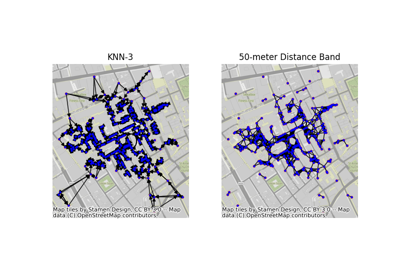 KNN-3
50-meter Distance Band
Map tiles by Stamen Design, CC BY 3.0 -- Map
data (C) OpenStreetMap contributors
Map tiles by Stamen Design, CC BY 3.0 -- Map
data (C) OpenStreetMap contributors